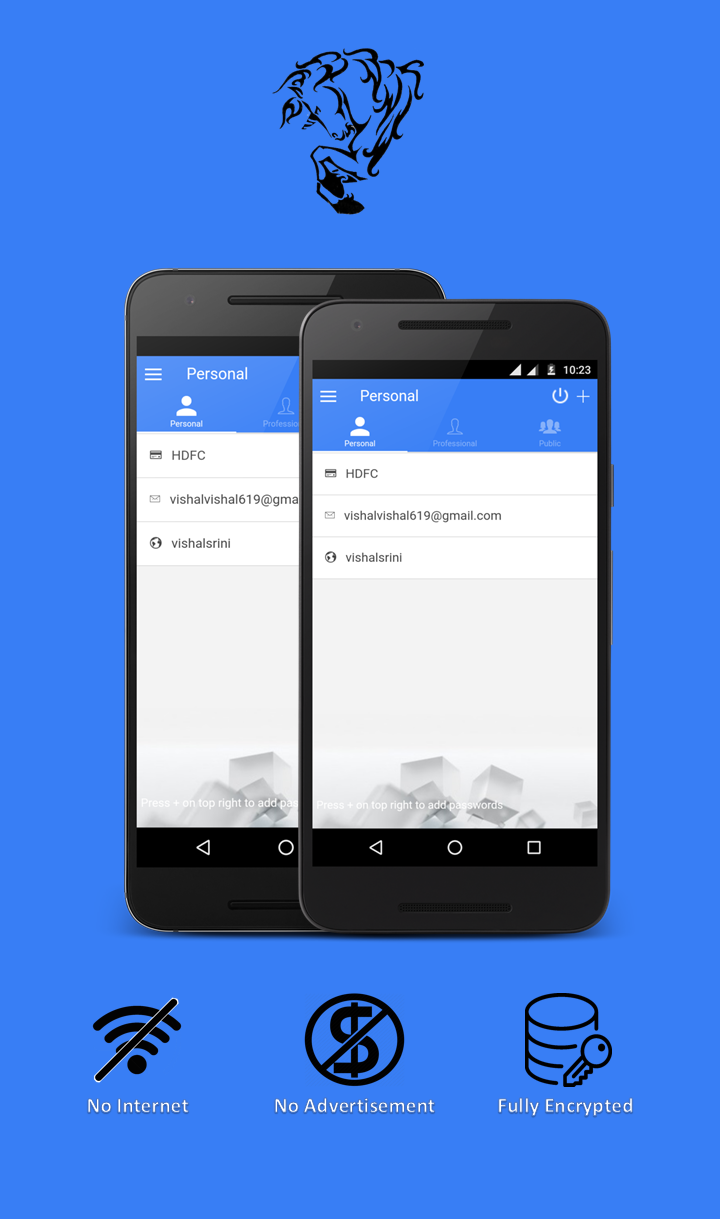 Personal
Personal
Professio
HDFC
vishalvishal619@gma
vishalsrini
Press + on top right to add pas
10:23
Personal
Personal
Professional
Public
HDFC
vishalvishal619@gmail.com
vishalsrini
Press + on top right to add passwords
No Internet
No Advertisement
Fully Encrypted